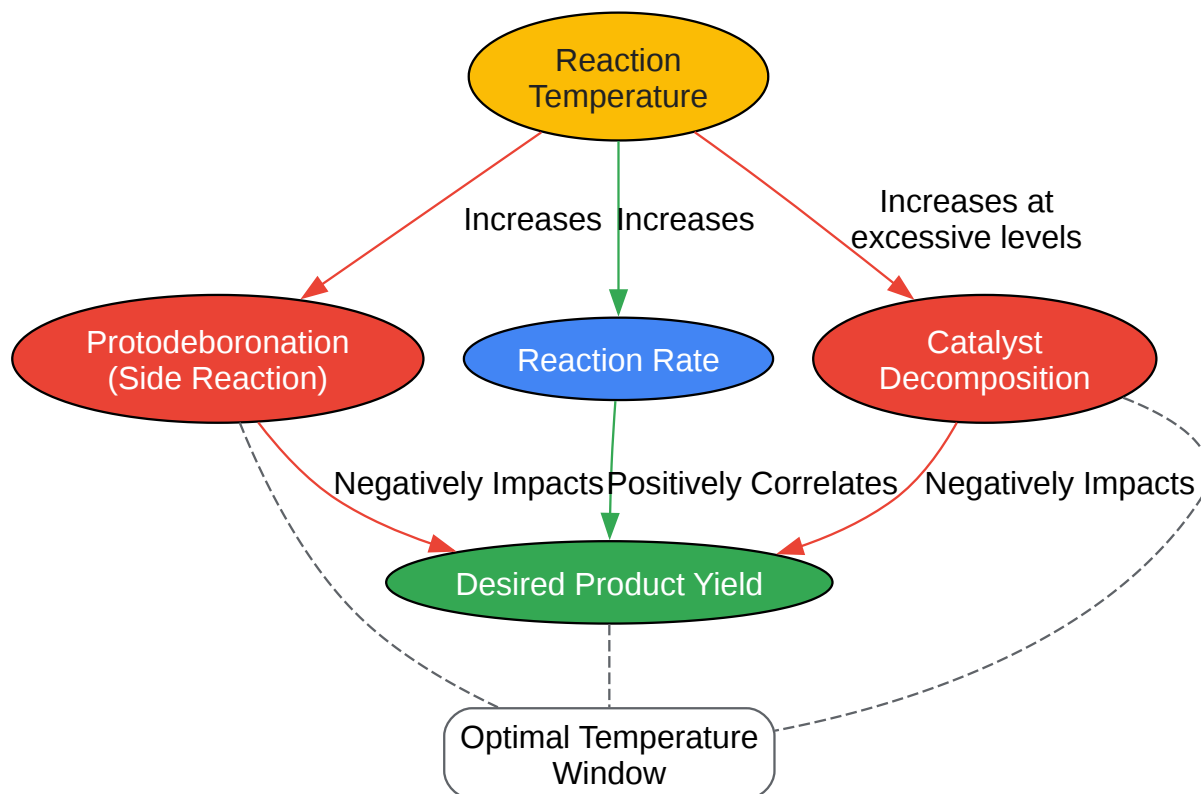 Reaction
Temperature
Increases
Increases
Increases at
excessive levels
Protodeboronation
(Side Reaction)
Reaction Rate
Catalyst
Decomposition
Negatively Impacts
Positively Correlates
Negatively Impacts
Desired Product Yield
Optimal Temperature
Window